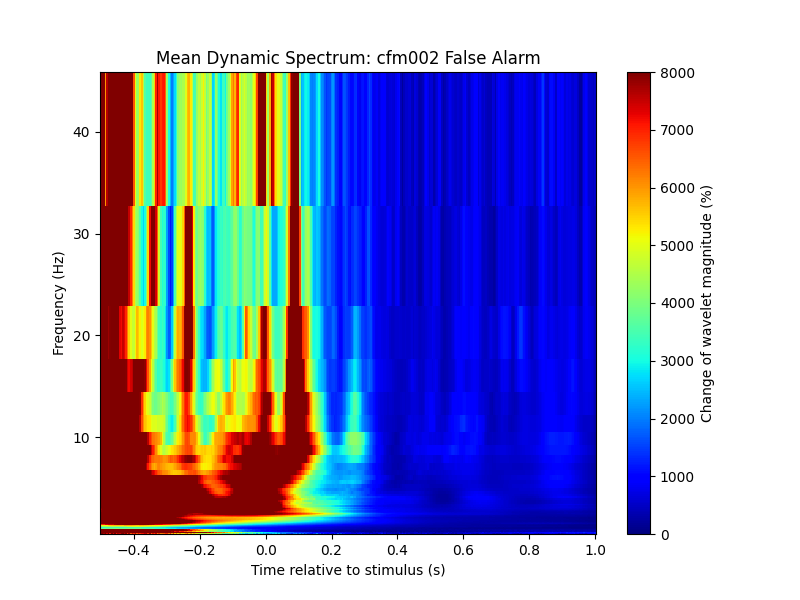 Mean Dynamic Spectrum: cfm002 False Alarm
Frequency (Hz)
40
30
20
10
−0.4 −0.2 0.0 0.2 0.4 0.6 0.8 1.0
Time relative to stimulus (s)
8000
7000
6000
5000
4000
3000
2000
1000
0
Change of wavelet magnitude (%)